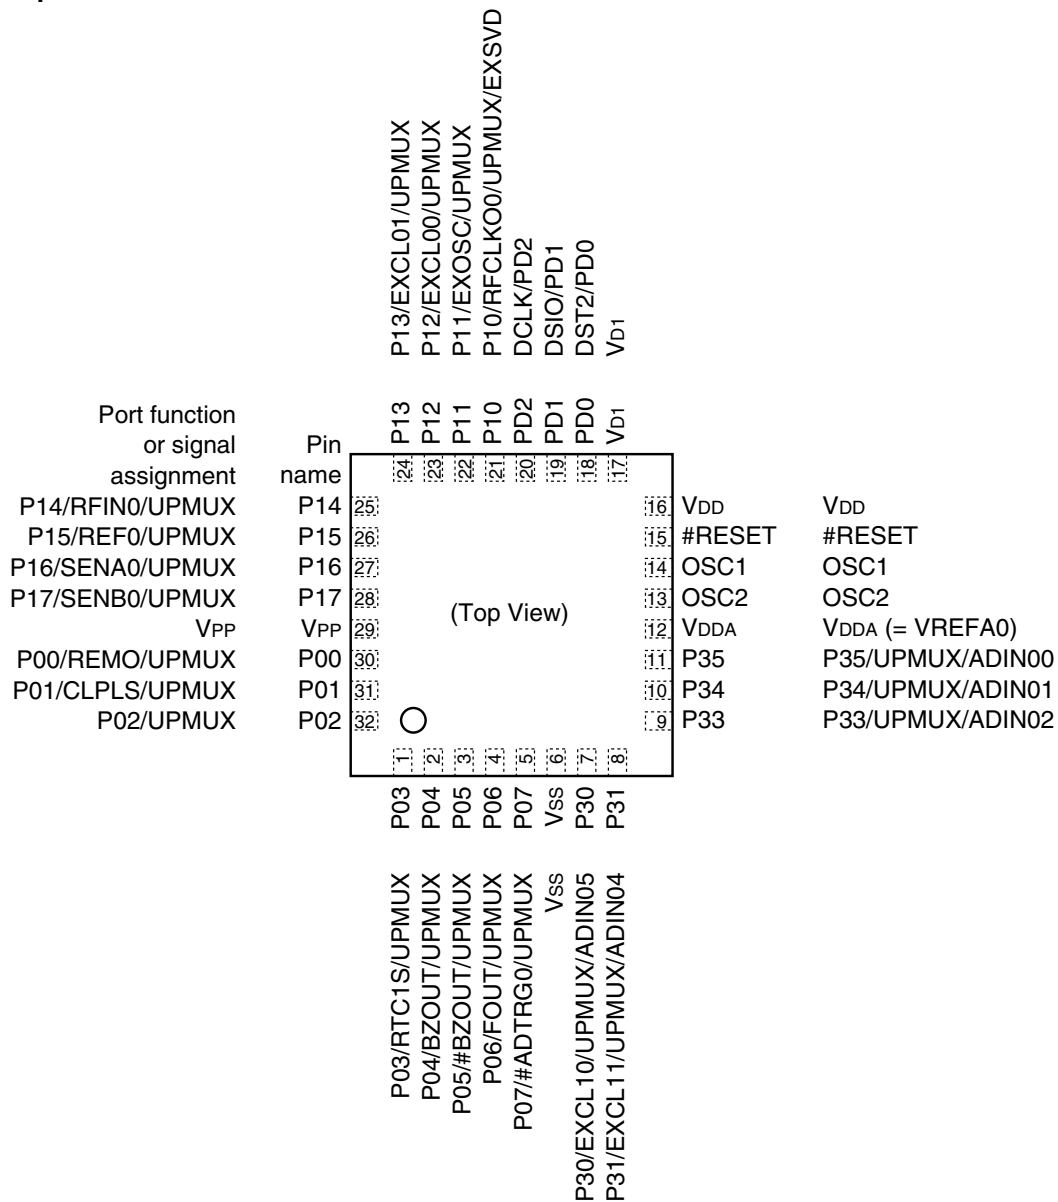 P13/EXCL01/UPMUX
P12/EXCL00/UPMUX
P11/EXOSC/UPMUX
P10/RFCLKO0/UPMUX/EXSVD
DCLK/PD2
DSIO/PD1
DST2/PD0
VD1
P13
P12
P11
P10
PD2
PD1
PD0
VD1
Port function
or signal
assignment
Pin
name
24
23
22
21
20
19
18
17
P14/RFIN0/UPMUX P14 25
P15/REF0/UPMUX P15 26
P16/SENA0/UPMUX P16 27
P17/SENB0/UPMUX P17 28
VPP VPP 29
P00/REMO/UPMUX P00 30
P01/CLPLS/UPMUX P01 31
P02/UPMUX P02 32
(Top View)
16 VDD VDD
15 #RESET #RESET
14 OSC1 OSC1
13 OSC2 OSC2
12 VDDA VDDA (= VREFA0)
11 P35 P35/UPMUX/ADIN00
10 P34 P34/UPMUX/ADIN01
9 P33 P33/UPMUX/ADIN02
1
2
3
4
5
6
7
8
P03
P04
P05
P06
P07
VSS
P30
P31
P03/RTC1S/UPMUX
P04/BZOUT/UPMUX
P05/#BZOUT/UPMUX
P06/FOUT/UPMUX
P07/#ADTRG0/UPMUX
VSS
P30/EXCL10/UPMUX/ADIN05
P31/EXCL11/UPMUX/ADIN04